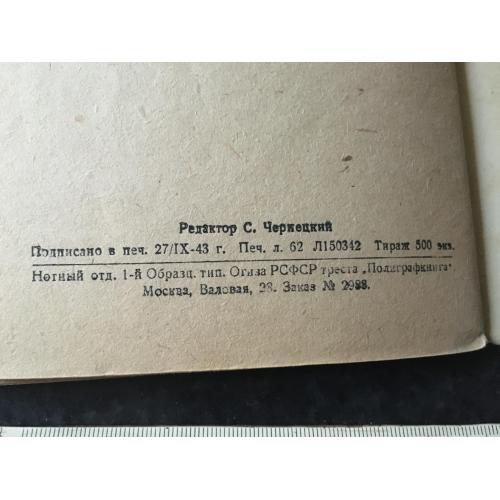 Редактор С. Чернецкий
Подписано в печ. 27/IX-43 г. Печ. л. 62 Л150342 Тираж 500 экз.
Нотный отд. 1-й Образц. тип. Огиза РСФСР треста „Полиграфкнига“
Москва, Валовая, 28. Заказ № 2988.